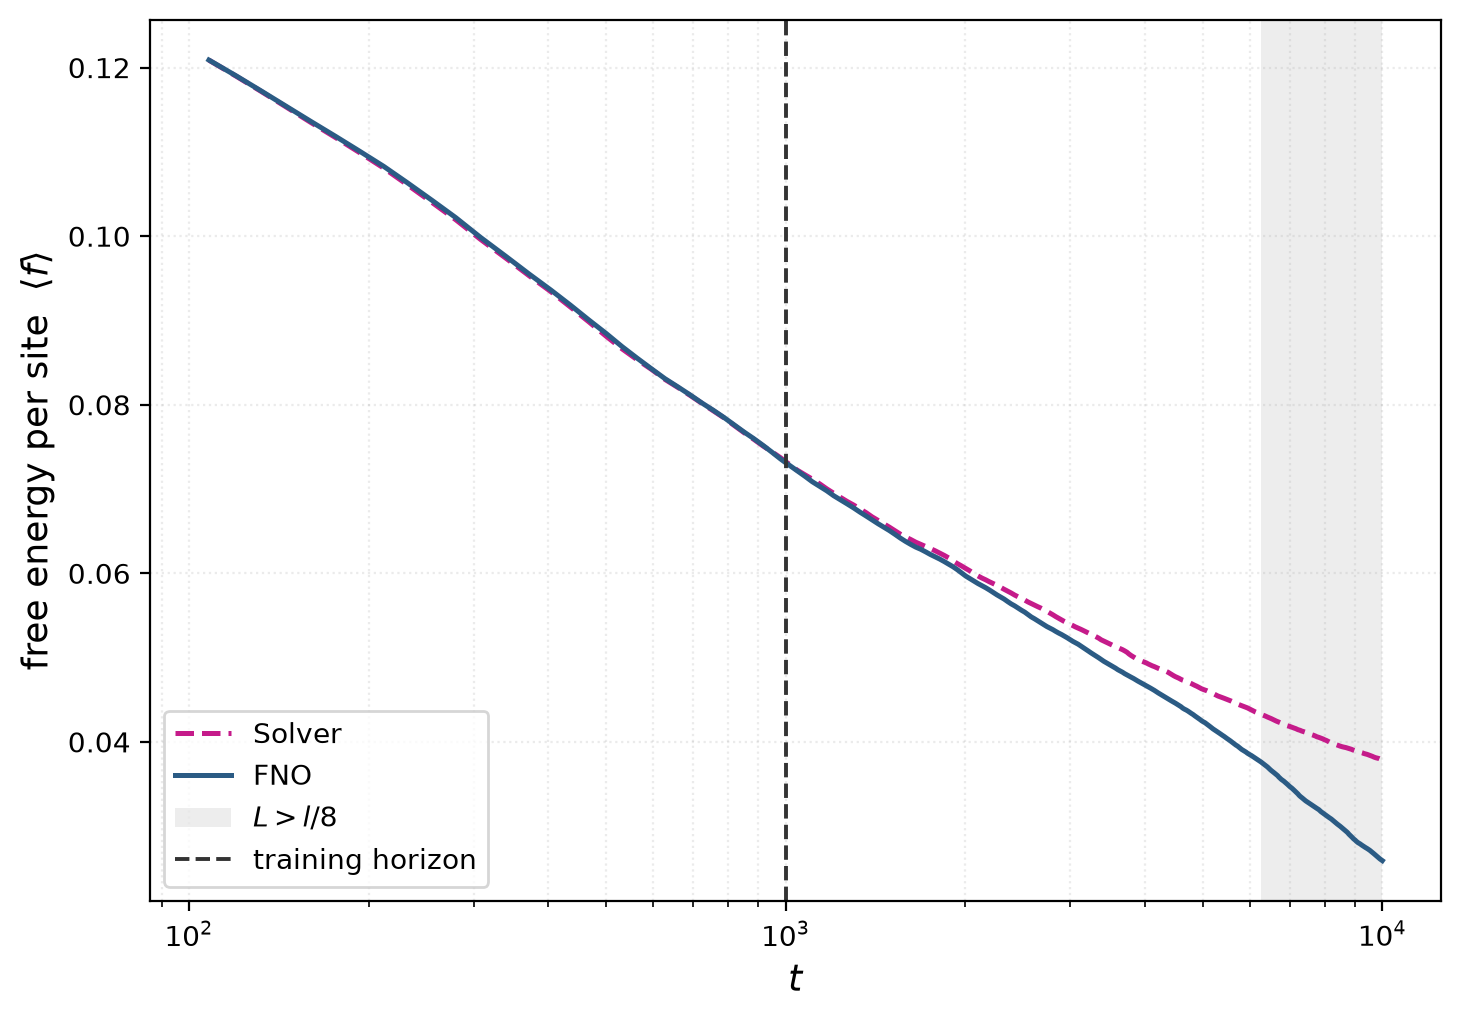 0.12
0.10
0.08
0.06
0.04
free energy per site ⟨f⟩
Solver
FNO
L > l/8
training horizon
10² 10³ 10⁴
t